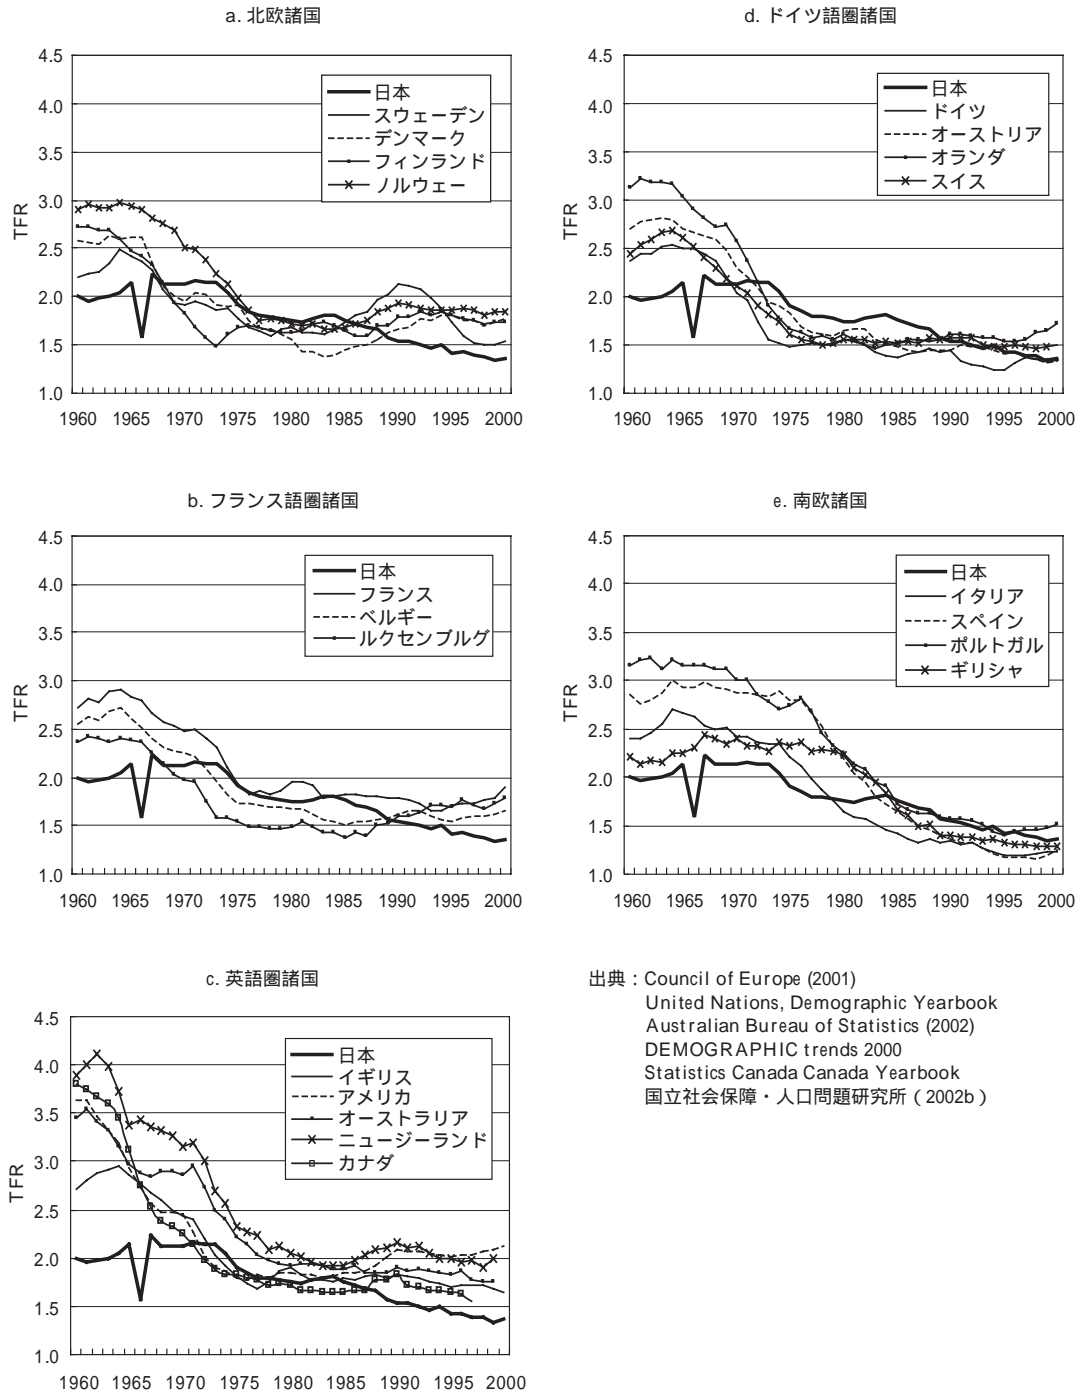 a. 北欧諸国
4.5
4.0
3.5
3.0
2.5
2.0
1.5
1.0
TFR
日本
スウェーデン
デンマーク
フィンランド
ノルウェー
1960 1965 1970 1975 1980 1985 1990 1995 2000
d. ドイツ語圏諸国
4.5
4.0
3.5
3.0
2.5
2.0
1.5
1.0
TFR
日本
ドイツ
オーストリア
オランダ
スイス
1960 1965 1970 1975 1980 1985 1990 1995 2000
b. フランス語圏諸国
4.5
4.0
3.5
3.0
2.5
2.0
1.5
1.0
TFR
日本
フランス
ベルギー
ルクセンブルグ
1960 1965 1970 1975 1980 1985 1990 1995 2000
e. 南欧諸国
4.5
4.0
3.5
3.0
2.5
2.0
1.5
1.0
TFR
日本
イタリア
スペイン
ポルトガル
ギリシャ
1960 1965 1970 1975 1980 1985 1990 1995 2000
c. 英語圏諸国
4.5
4.0
3.5
3.0
2.5
2.0
1.5
1.0
TFR
日本
イギリス
アメリカ
オーストラリア
ニュージーランド
カナダ
1960 1965 1970 1975 1980 1985 1990 1995 2000
出典：Council of Europe (2001)
United Nations, Demographic Yearbook
Australian Bureau of Statistics (2002)
DEMOGRAPHIC trends 2000
Statistics Canada Canada Yearbook
国立社会保障・人口問題研究所（2002b）